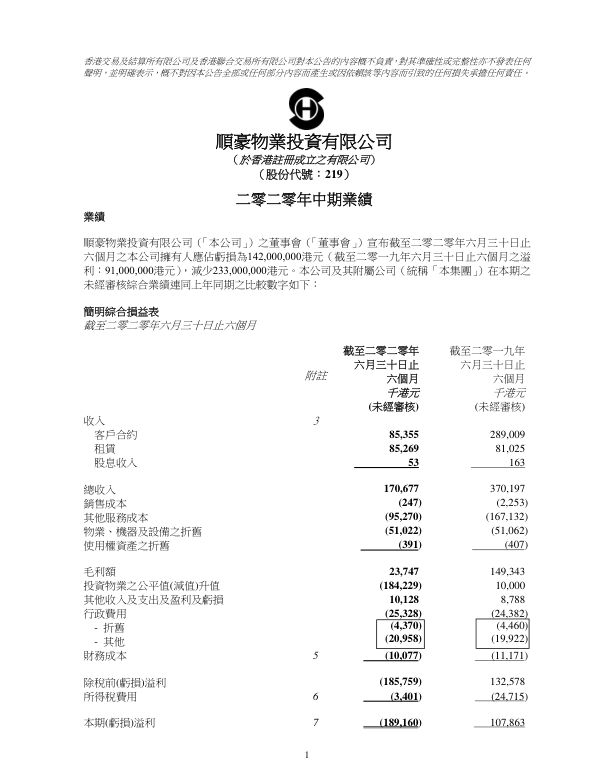 香港交易及結算所有限公司及香港聯合交易所有限公司對本公告的內容概不負責，對其準確性或完整性亦不發表任何
聲明，並明確表示，概不對因本公告全部或任何部分內容而產生或因依賴該等內容而引致的任何損失承擔任何責任。
順豪物業投資有限公司
（於香港註冊成立之有限公司）
（股份代號：219）
二零二零年中期業績
業績
順豪物業投資有限公司（「本公司」）之董事會（「董事會」）宣布截至二零二零年六月三十日止
六個月之本公司擁有人應佔虧損為142,000,000港元（截至二零一九年六月三十日止六個月之溢
利：91,000,000港元），減少233,000,000港元。本公司及其附屬公司（統稱「本集團」）在本期之
未經審核綜合業績連同上年同期之比較數字如下：
簡明綜合損益表
截至二零二零年六月三十日止六個月
截至二零二零年 截至二零一九年
六月三十日止 六月三十日止
附註 六個月 六個月
千港元 千港元
(未經審核) (未經審核)
收入 3
客戶合約 85,355 289,009
租賃 85,269 81,025
股息收入 53 163
總收入 170,677 370,197
銷售成本 (247) (2,253)
其他服務成本 (95,270) (167,132)
物業、機器及設備之折舊 (51,022) (51,062)
使用權資產之折舊 (391) (407)
毛利額 23,747 149,343
投資物業之公平值(減值)升值 (184,229) 10,000
其他收入及支出及盈利及虧損 10,128 8,788
行政費用 (25,328) (24,382)
- 折舊 (4,370) (4,460)
- 其他 (20,958) (19,922)
財務成本 5 (10,077) (11,171)
除稅前(虧損)溢利 (185,759) 132,578
所得稅費用 6 (3,401) (24,715)
本期(虧損)溢利 7 (189,160) 107,863
1